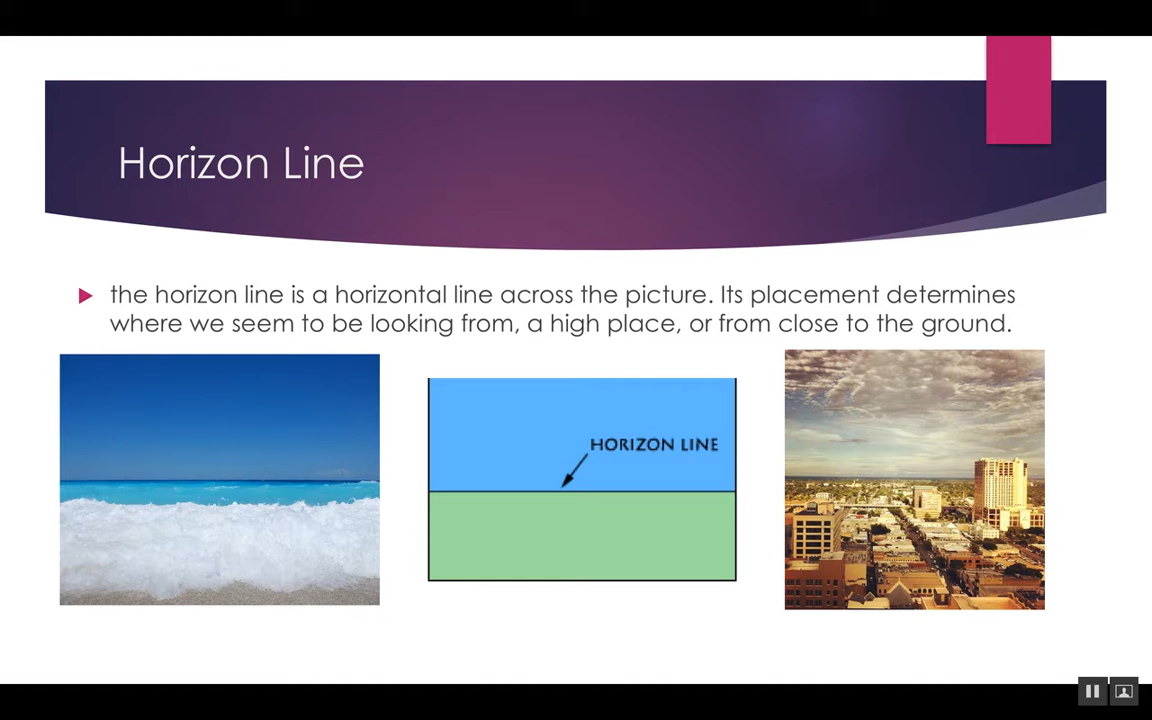 Horizon Line
the horizon line is a horizontal line across the picture. Its placement determines
where we seem to be looking from, a high place, or from close to the ground.
HORIZON LINE